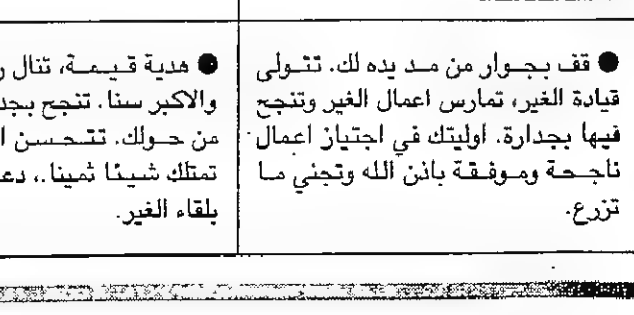 ● قف بجوار من مد يده لك. تتولى
قيادة الغير، تمارس اعمال الغير وتنجح
فيها بجدارة. اوليتك في اجتياز اعمال
ناجحة وموفقة باذن الله وتجني ما
تزرع.
● هدية قيمة، تنال
والاكبر سنا. تنجح
من حولك. تتحسن
تمتلك شيئا ثمينا.،
بلقاء الغير.